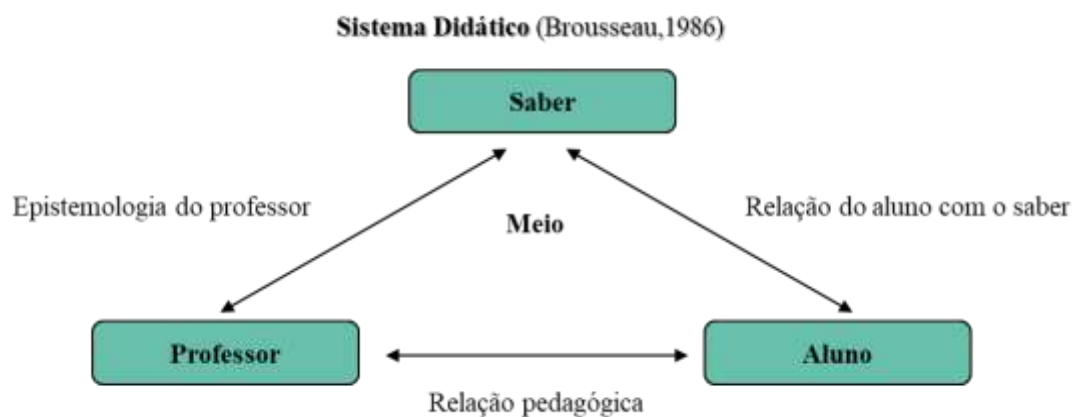 Sistema Didático (Brousseau,1986)
Saber
Epistemologia do professor
Relação do aluno com o saber
Meio
Professor
Aluno
Relação pedagógica